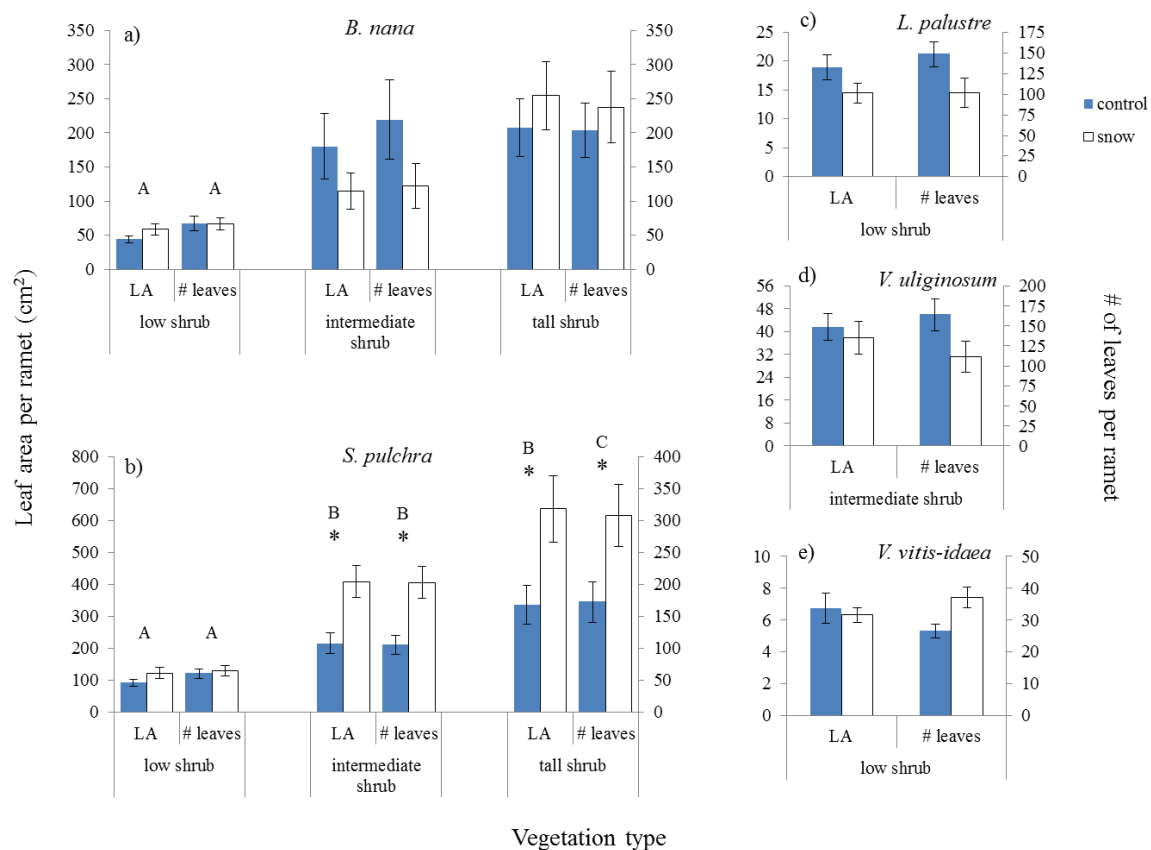 a)
B. nana
350
300
250
200
150
100
50
0
350
300
250
200
150
100
50
0
A
A
LA
# leaves
LA
# leaves
LA
# leaves
low shrub
intermediate
shrub
tall shrub
b)
S. pulchra
800
700
600
500
400
300
200
100
0
400
350
300
250
200
150
100
50
0
A
A
B
*
B
*
B
*
C
*
LA
# leaves
LA
# leaves
LA
# leaves
low shrub
intermediate
shrub
tall shrub
Leaf area per ramet (cm²)
c)
L. palustre
25
20
15
10
5
0
175
150
125
100
75
50
25
0
LA
# leaves
low shrub
control
snow
d)
V. uliginosum
56
48
40
32
24
16
8
0
200
175
150
125
100
75
50
25
0
LA
# leaves
intermediate shrub
e)
V. vitis-idaea
10
8
6
4
2
0
50
40
30
20
10
0
LA
# leaves
low shrub
# of leaves per ramet
Vegetation type